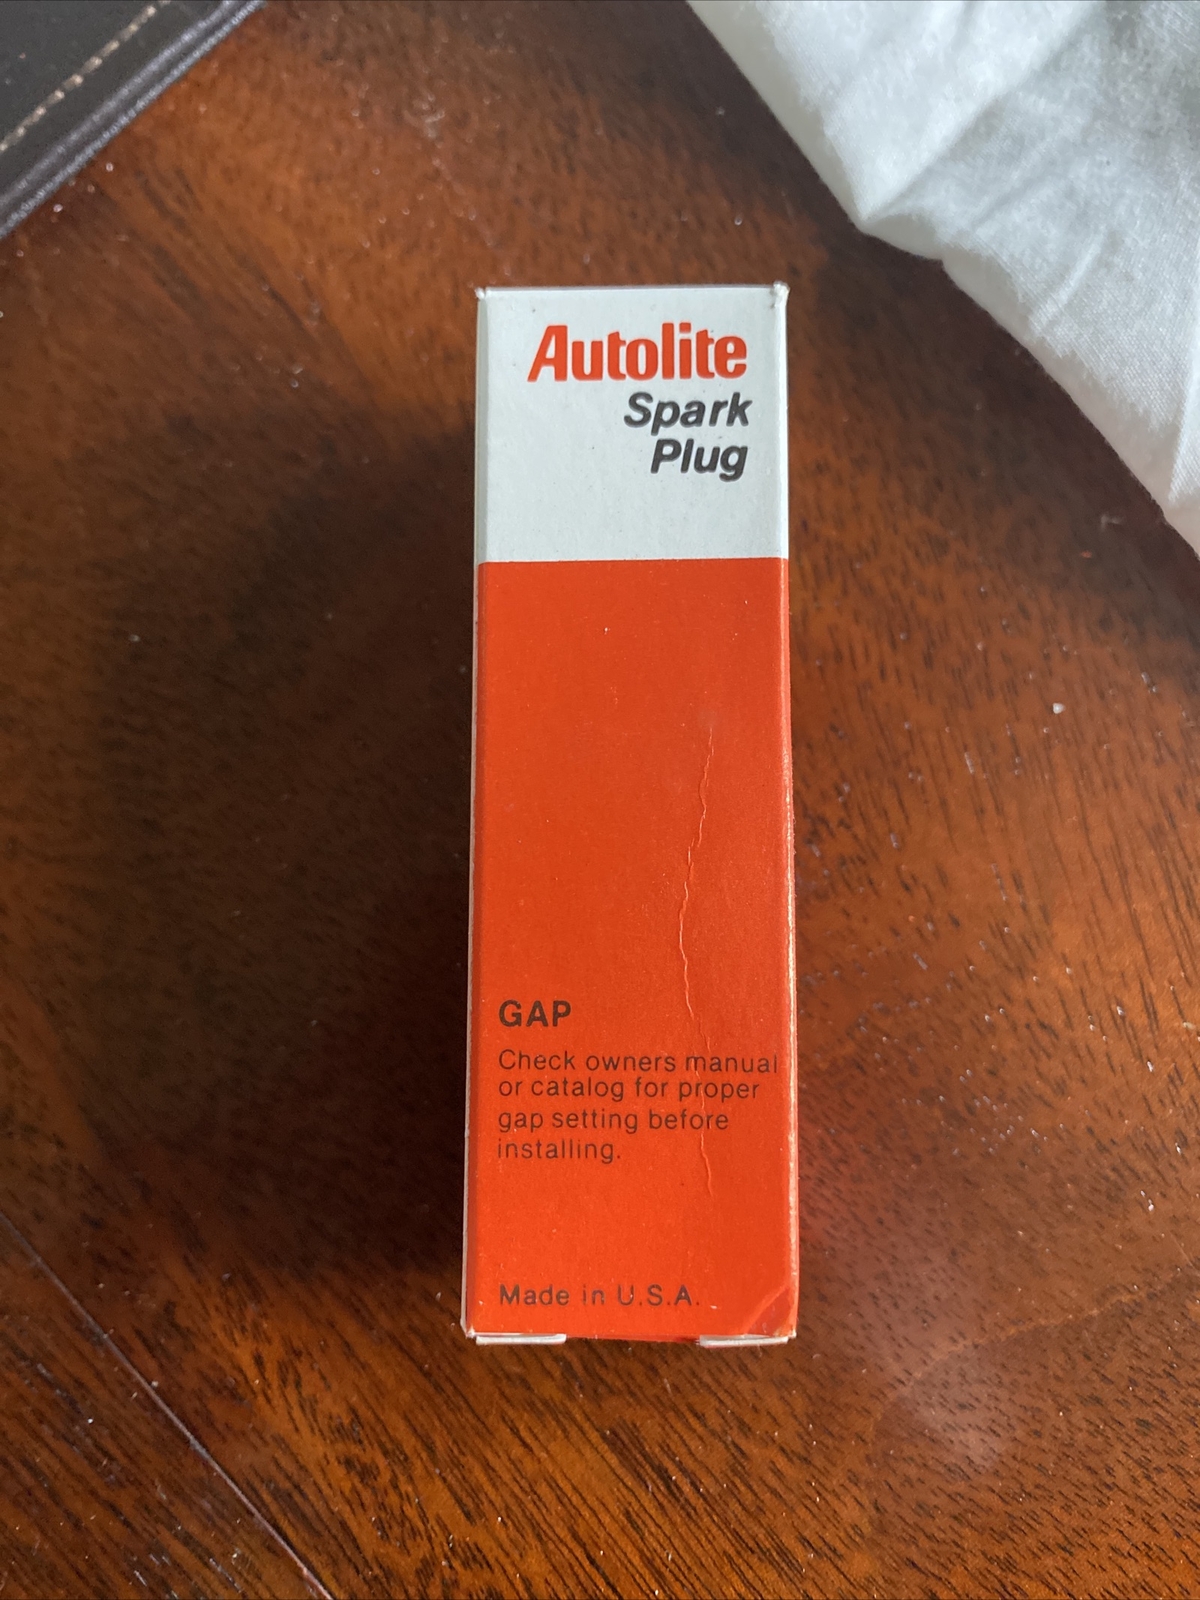 Autolite
Spark
Plug
GAP
Check owners manual
or catalog for proper
gap setting before
installing.
Made in U.S.A.